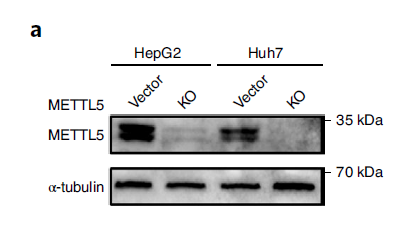 a
HepG2 Huh7
METTL5 Vector KO Vector KO
METTL5 35 kDa
α-tubulin 70 kDa